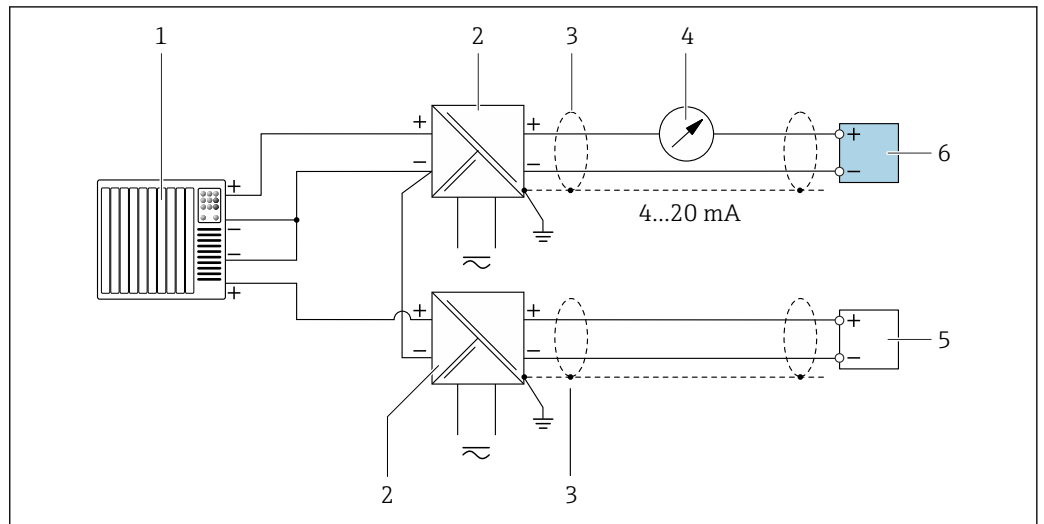 1 2 3 4
+ + + +
− − − 6
+
− 4...20 mA
−
+ + + +
− − − 5
2 3